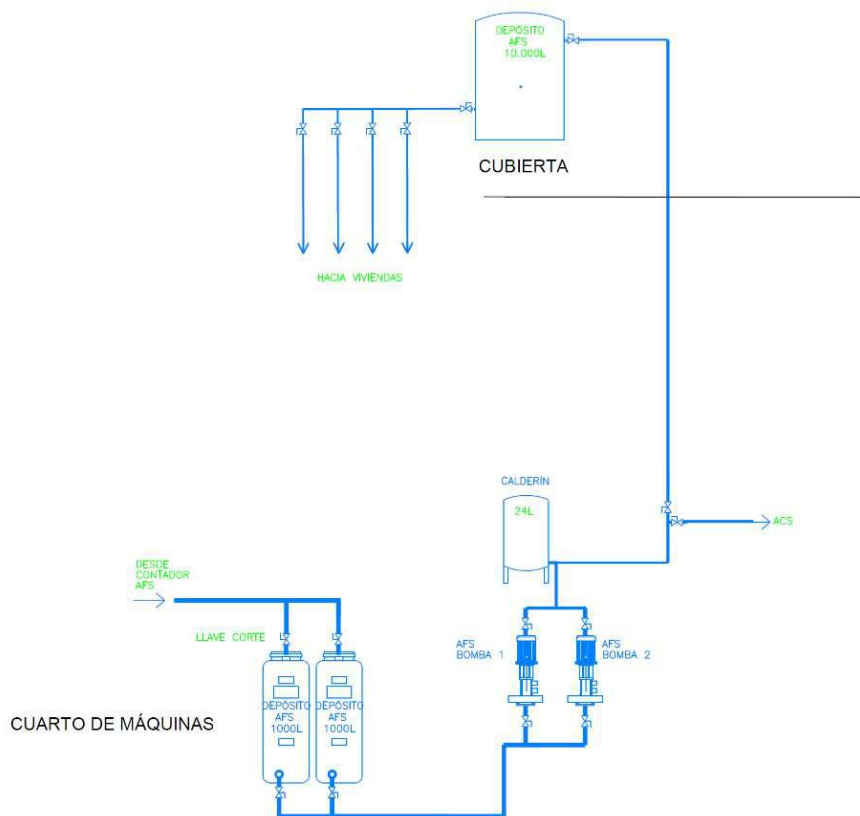 DEPÓSITO
AFS
10.000L
CUBIERTA
HACIA VIVIENDAS
CALDERÍN
24L
ACS
DESDE
CONTADOR
AFS
LLAVE CORTE
AFS
BOMBA 1
AFS
BOMBA 2
DEPÓSITO
AFS
1000L
DEPÓSITO
AFS
1000L
CUARTO DE MÁQUINAS